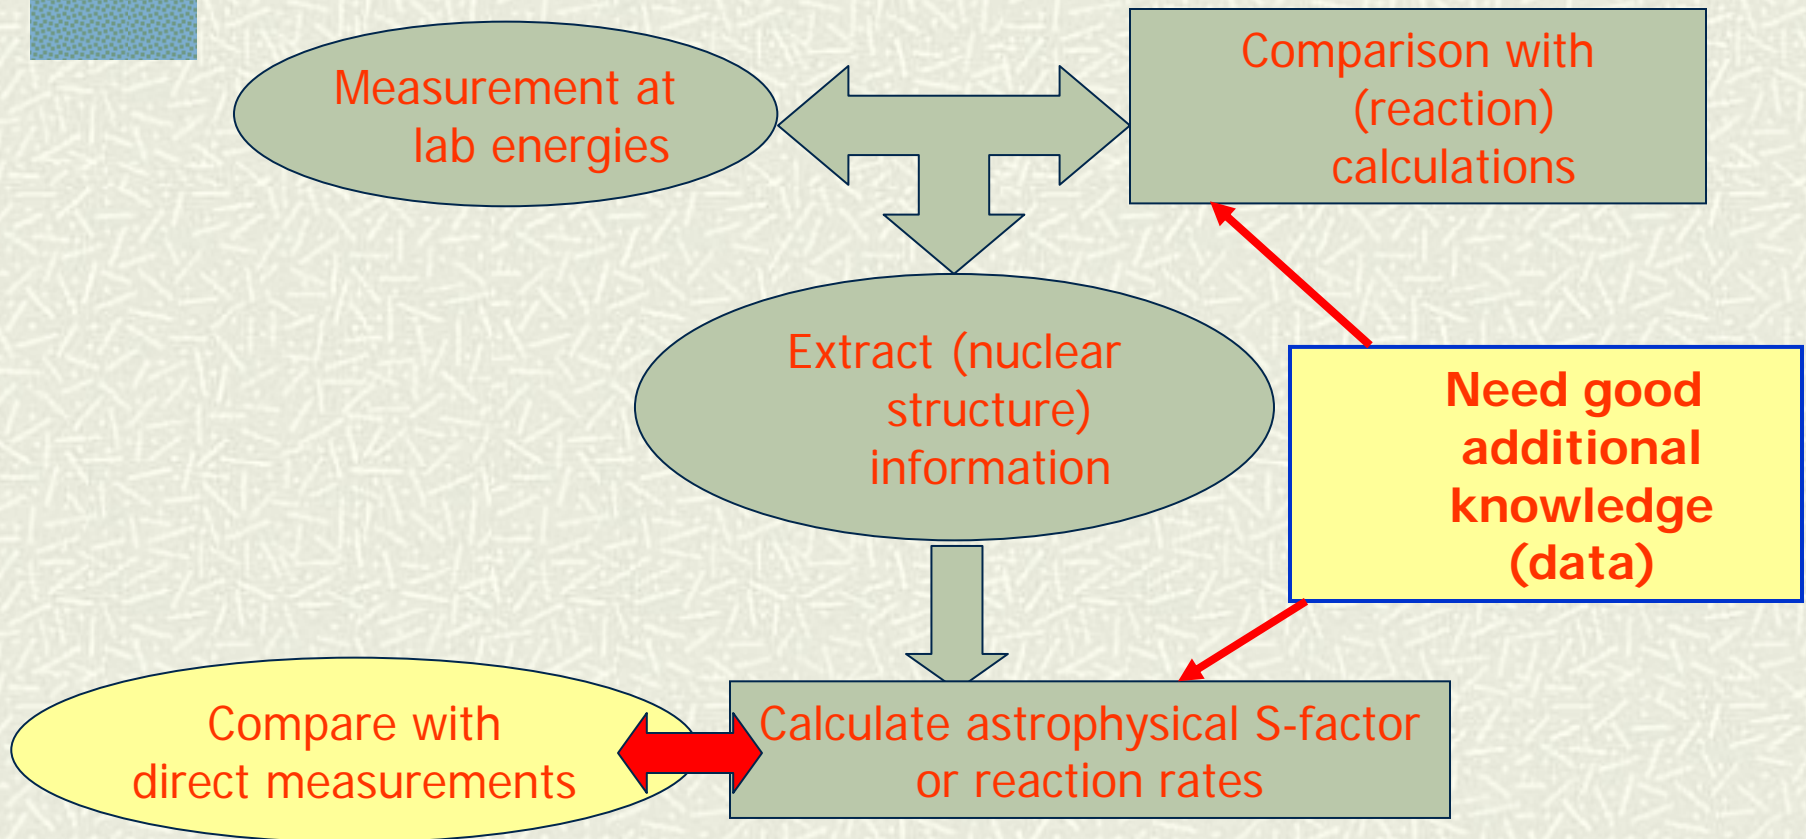 Measurement at
lab energies
Comparison with
(reaction)
calculations
Extract (nuclear
structure)
information
Need good
additional
knowledge
(data)
Compare with
direct measurements
Calculate astrophysical S-factor
or reaction rates